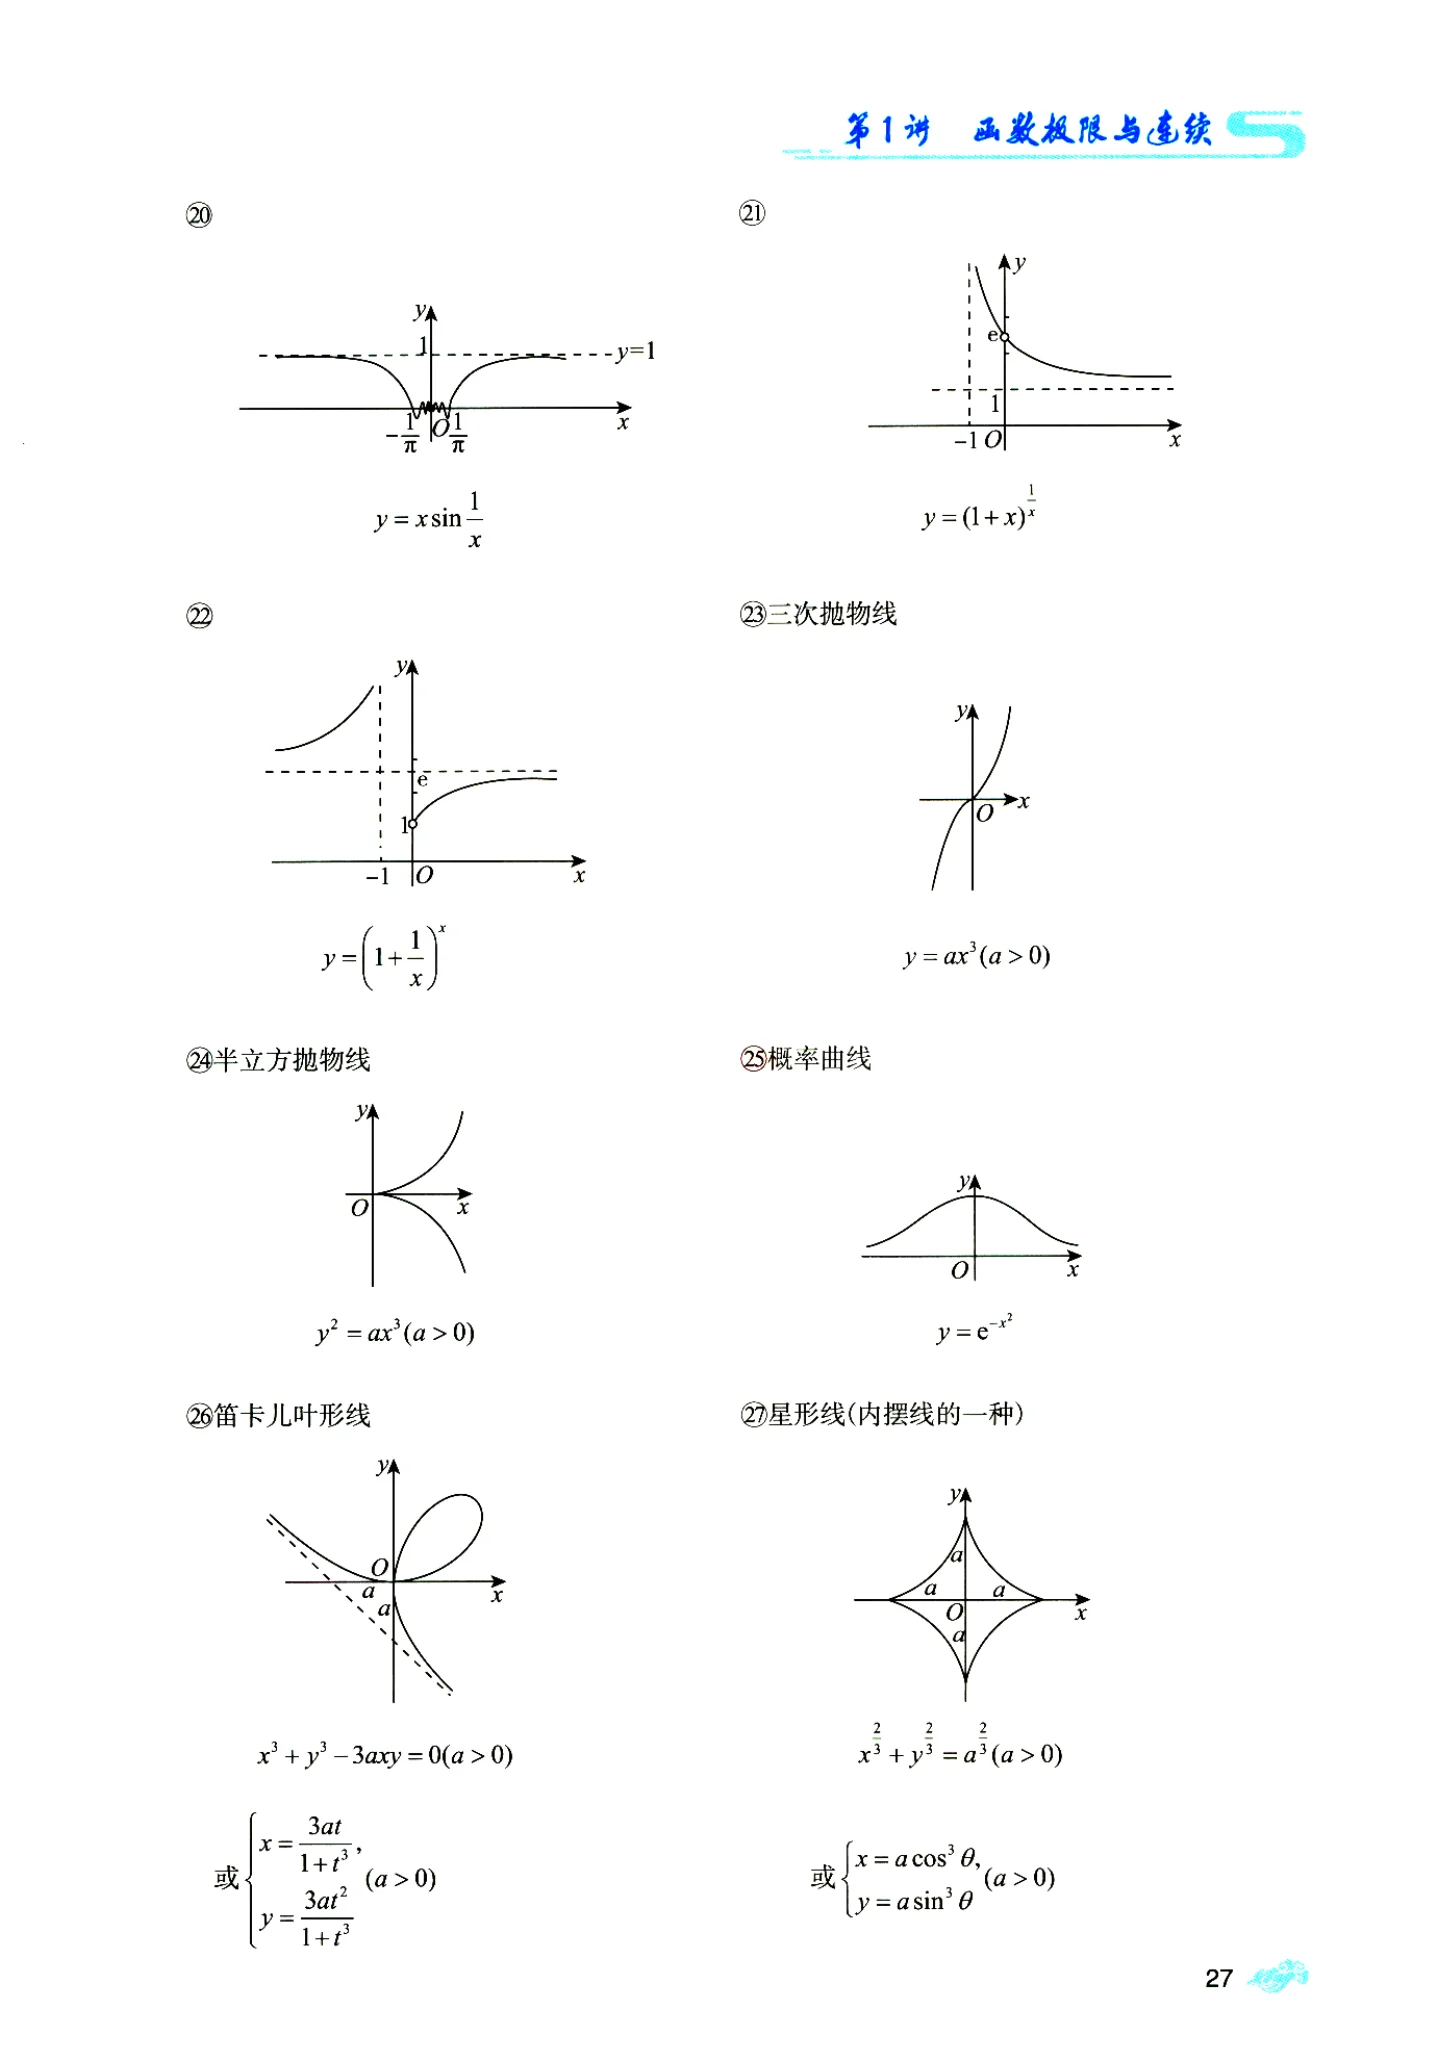 第1讲 函数极限与连续
⑳
y
1
y=1
-1/π
O
1/π
x
y = x sin 1/x
㉑
y
e
1
-1
O
x
y = (1 + x)^(1/x)
㉒
y
e
1
-1
O
x
y = (1 + 1/x)^x
㉓三次抛物线
y
O
x
y = ax³(a > 0)
㉔半立方抛物线
y
O
x
y² = ax³(a > 0)
㉕概率曲线
y
O
x
y = e^(-x²)
㉖笛卡儿叶形线
y
O
a
x
a
x³ + y³ - 3axy = 0(a > 0)
或{x = 3at/(1 + t³), y = 3at²/(1 + t³) (a > 0)
㉗星形线(内摆线的一种)
y
a
a
a
O
x
a
x^(2/3) + y^(2/3) = a^(2/3)(a > 0)
或{x = a cos³ θ, y = a sin³ θ (a > 0)
27